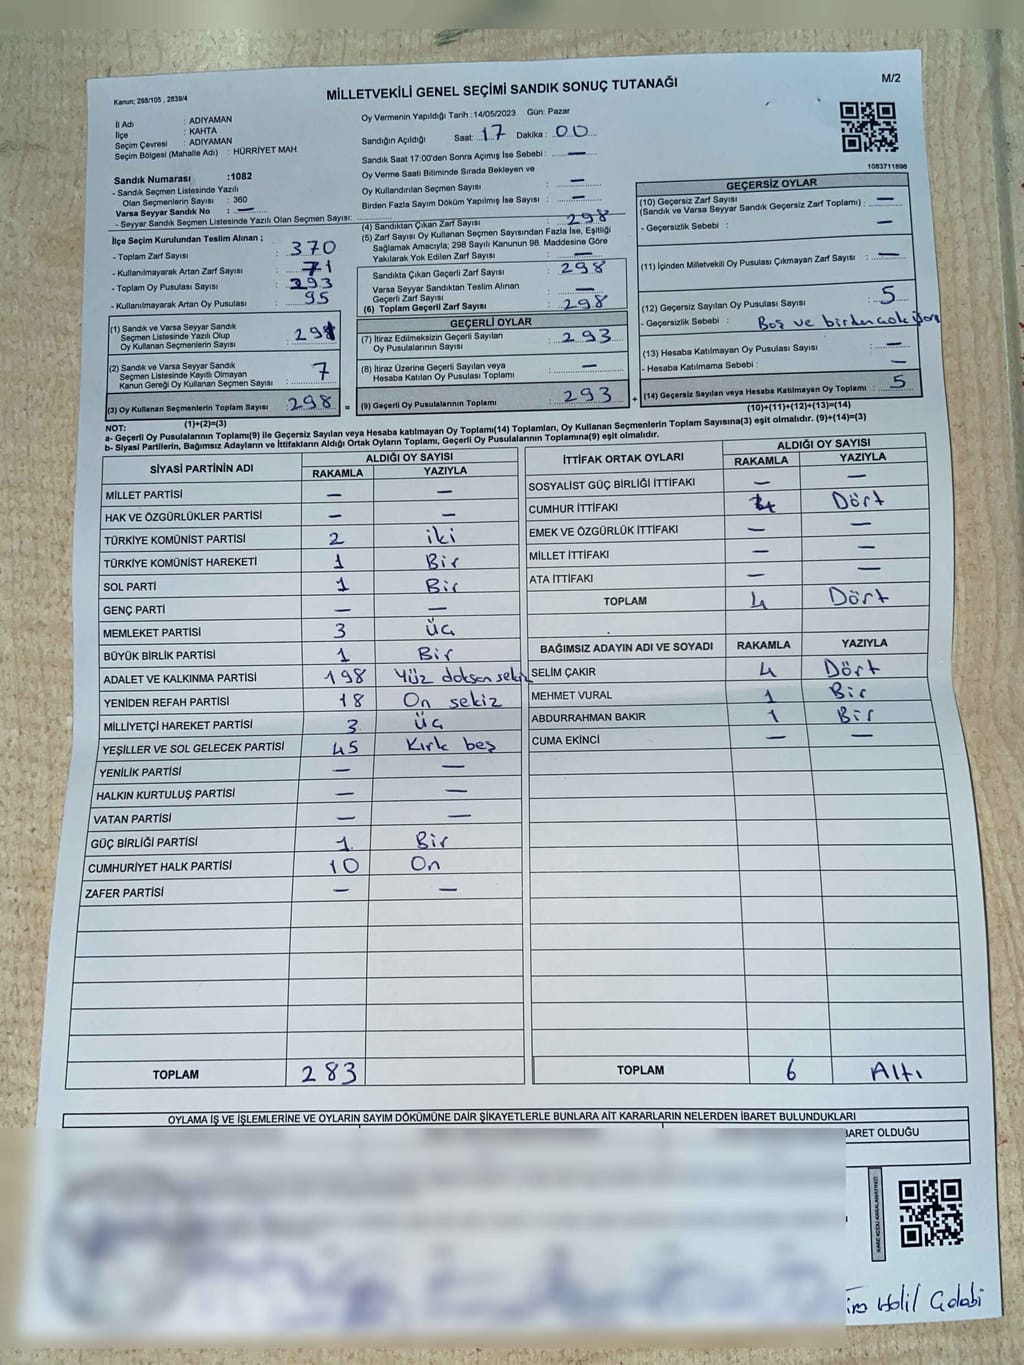 MİLLETVEKİLİ GENEL SEÇİMİ SANDIK SONUÇ TUTANAĞI
M/2
Kanun; 298/105 , 2839/4
İl Adı : ADIYAMAN
İlçe : KAHTA
Seçim Çevresi : ADIYAMAN
Seçim Bölgesi (Mahalle Adı) : HÜRRİYET MAH.
Sandık Numarası :1082
- Sandık Seçmen Listesinde Yazılı
Olan Seçmenlerin Sayısı : 360
Varsa Seyyar Sandık No : —
- Seyyar Sandık Seçmen Listesinde Yazılı Olan Seçmen Sayısı:
Oy Vermenin Yapıldığı Tarih :14/05/2023 Gün: Pazar
Sandığın Açıldığı Saat: 17 Dakika: 00
Sandık Saat 17:00'den Sonra Açımış İse Sebebi : —
Oy Verme Saati Bitiminde Sırada Bekleyen ve
Oy Kullandırılan Seçmen Sayısı : —
Birden Fazla Sayım Döküm Yapılmış İse Sayısı : —
1083711898
İlçe Seçim Kurulundan Teslim Alınan ;
- Toplam Zarf Sayısı : 370
- Kullanılmayarak Artan Zarf Sayısı : 71
- Toplam Oy Pusulası Sayısı : 393
- Kullanılmayarak Artan Oy Pusulası : 95
(1) Sandık ve Varsa Seyyar Sandık
Seçmen Listesinde Yazılı Olup
Oy Kullanan Seçmenlerin Sayısı : 291
(2) Sandık ve Varsa Seyyar Sandık
Seçmen Listesinde Kayıtlı Olmayan
Kanun Gereği Oy Kullanan Seçmen Sayısı : 7
(3) Oy Kullanan Seçmenlerin Toplam Sayısı : 298
(1)+(2)=(3)
(4) Sandıktan Çıkan Zarf Sayısı : 298
(5) Zarf Sayısı Oy Kullanan Seçmen Sayısından Fazla İse, Eşitliği
Sağlamak Amacıyla; 298 Sayılı Kanunun 98. Maddesine Göre
Yakılarak Yok Edilen Zarf Sayısı : —
Sandıkta Çıkan Geçerli Zarf Sayısı : 298
Varsa Seyyar Sandıktan Teslim Alınan
Geçerli Zarf Sayısı : —
(6) Toplam Geçerli Zarf Sayısı : 298
GEÇERLİ OYLAR
(7) İtiraz Edilmeksizin Geçerli Sayılan
Oy Pusulalarının Sayısı : 293
(8) İtiraz Üzerine Geçerli Sayılan veya
Hesaba Katılan Oy Pusulası Toplamı : —
= (9) Geçerli Oy Pusulalarının Toplamı : 293
GEÇERSİZ OYLAR
(10) Geçersiz Zarf Sayısı
(Sandık ve Varsa Seyyar Sandık Geçersiz Zarf Toplamı) : —
- Geçersizlik Sebebi : —
(11) İçinden Milletvekili Oy Pusulası Çıkmayan Zarf Sayısı : —
(12) Geçersiz Sayılan Oy Pusulası Sayısı : 5
- Geçersizlik Sebebi : Boş ve birden çok
(13) Hesaba Katılmayan Oy Pusulası Sayısı : —
- Hesaba Katılmama Sebebi : —
+ (14) Geçersiz Sayılan veya Hesaba Katılmayan Oy Toplamı : 5
(10)+(11)+(12)+(13)=(14)
NOT:
a- Geçerli Oy Pusulaları Toplamı(9) ile Geçersiz Sayılan veya Hesaba katılmayan Oy Toplamı(14) Toplamları, Oy Kullanan Seçmenlerin Toplam Sayısına(3) eşit olmalıdır. (9)+(14)=(3)
b- Siyasi Partilerin, Bağımsız Adayların ve İttifakların Aldığı Ortak Oyların Toplamı, Geçerli Oy Pusulalarının Toplamına(9) eşit olmalıdır.
SİYASİ PARTİNİN ADI ALDIĞI OY SAYISI
RAKAMLA YAZIYLA
MİLLET PARTİSİ — —
HAK VE ÖZGÜRLÜKLER PARTİSİ — —
TÜRKİYE KOMÜNİST PARTİSİ 2 iki
TÜRKİYE KOMÜNİST HAREKETİ 1 Bir
SOL PARTİ 1 Bir
GENÇ PARTİ — —
MEMLEKET PARTİSİ 3 Üç
BÜYÜK BİRLİK PARTİSİ 1 Bir
ADALET VE KALKINMA PARTİSİ 198 Yüz doksan sekiz
YENİDEN REFAH PARTİSİ 18 On sekiz
MİLLİYETÇİ HAREKET PARTİSİ 3 Üç
YEŞİLLER VE SOL GELECEK PARTİSİ 45 Kırk beş
YENİLİK PARTİSİ — —
HALKIN KURTULUŞ PARTİSİ — —
VATAN PARTİSİ — —
GÜÇ BİRLİĞİ PARTİSİ 1 Bir
CUMHURİYET HALK PARTİSİ 10 On
ZAFER PARTİSİ — —
TOPLAM 283
İTTİFAK ORTAK OYLARI ALDIĞI OY SAYISI
RAKAMLA YAZIYLA
SOSYALİST GÜÇ BİRLİĞİ İTTİFAKI — —
CUMHUR İTTİFAKI 4 Dört
EMEK VE ÖZGÜRLÜK İTTİFAKI — —
MİLLET İTTİFAKI — —
ATA İTTİFAKI — —
TOPLAM 4 Dört
BAĞIMSIZ ADAYIN ADI VE SOYADI RAKAMLA YAZIYLA
SELİM ÇAKIR 4 Dört
MEHMET VURAL 1 Bir
ABDURRAHMAN BAKIR 1 Bir
CUMA EKİNCİ — —
TOPLAM 6 Altı
OYLAMA İŞ VE İŞLEMLERİNE VE OYLARIN SAYIM DÖKÜMÜNE DAİR ŞİKAYETLERLE BUNLARA AİT KARARLARIN NELERDEN İBARET BULUNDUKLARI
BARET OLDUĞU
KARE KODU KARALAMAYINIZ!
Halil